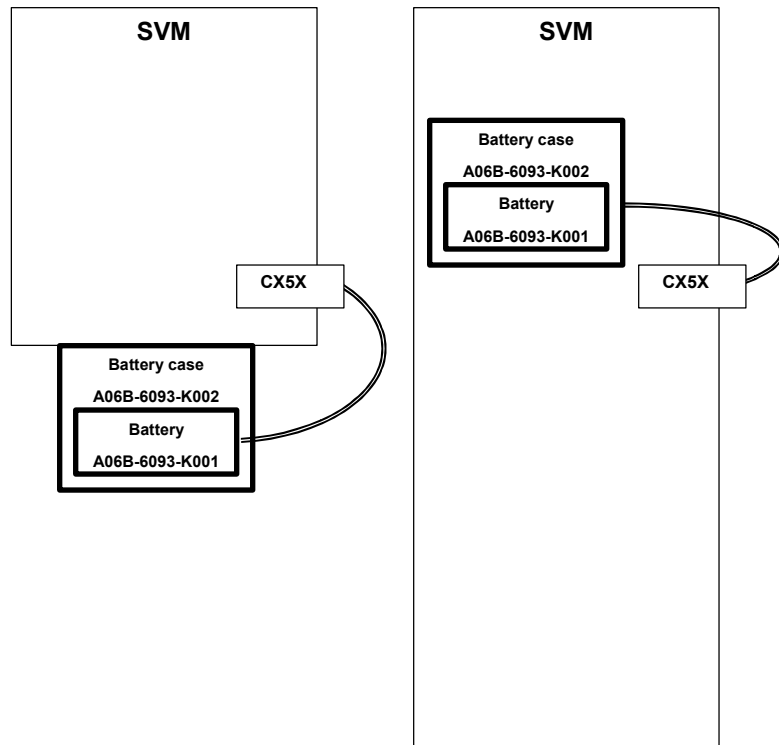 SVM
CX5X
Battery case
A06B-6093-K002
Battery
A06B-6093-K001
SVM
Battery case
A06B-6093-K002
Battery
A06B-6093-K001
CX5X